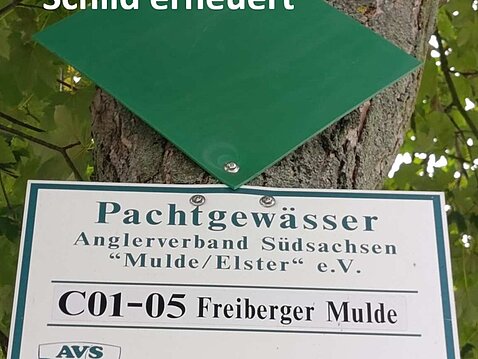 Schild erneuert
Pachtgewässer
Anglerverband Südsachsen
"Mulde/Elster" e.V.
C01-05 Freiberger Mulde
AVS